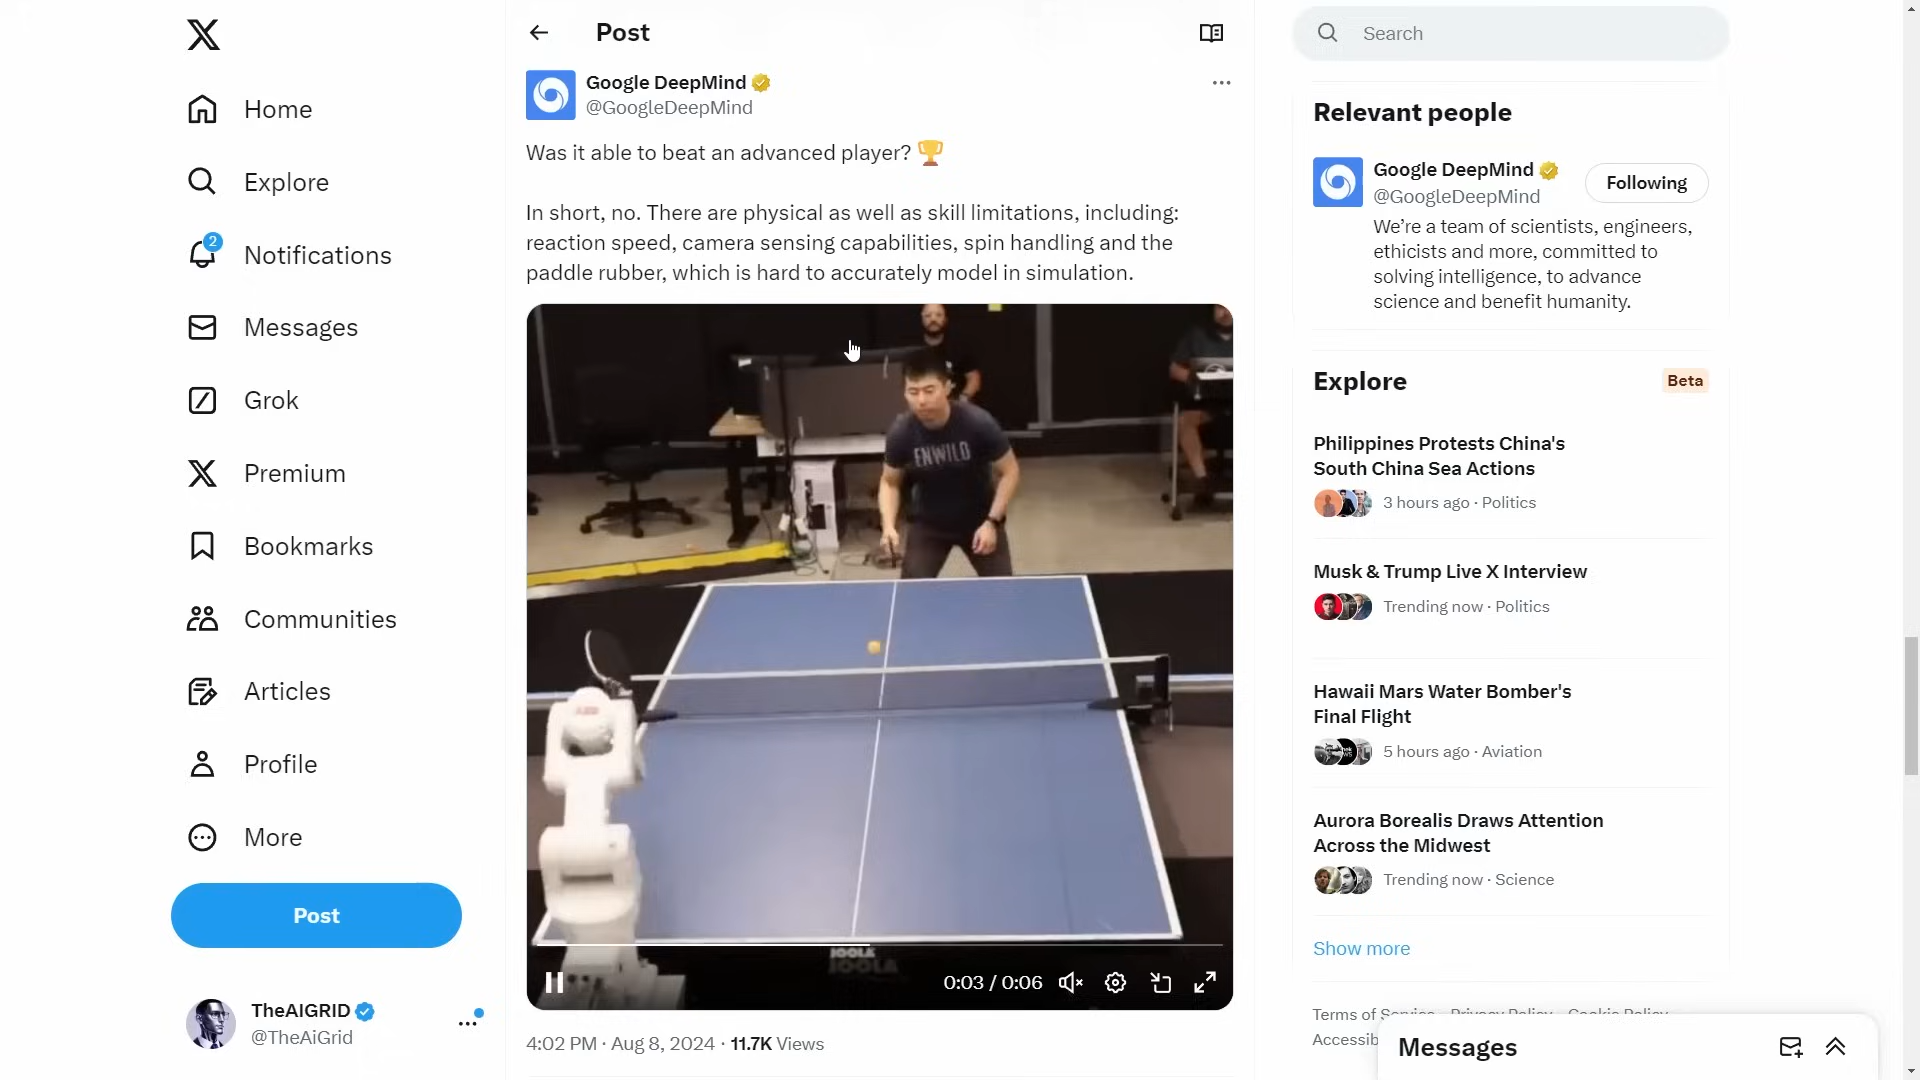 Home
Explore
2
Notifications
Messages
Grok
Premium
Bookmarks
Communities
Articles
Profile
More
Post
TheAIGRID
@TheAiGrid
Post
Google DeepMind
@GoogleDeepMind
Was it able to beat an advanced player?
In short, no. There are physical as well as skill limitations, including:
reaction speed, camera sensing capabilities, spin handling and the
paddle rubber, which is hard to accurately model in simulation.
ENWILD
JOOLA
JOOLA
0:03 / 0:06
4:02 PM · Aug 8, 2024 · 11.7K Views
Search
Relevant people
Google DeepMind
@GoogleDeepMind
Following
We’re a team of scientists, engineers,
ethicists and more, committed to
solving intelligence, to advance
science and benefit humanity.
Explore
Beta
Philippines Protests China's
South China Sea Actions
3 hours ago · Politics
Musk & Trump Live X Interview
Trending now · Politics
Hawaii Mars Water Bomber's
Final Flight
5 hours ago · Aviation
Aurora Borealis Draws Attention
Across the Midwest
Trending now · Science
Show more
Terms of Service Privacy Policy Cookie Policy
Accessib
Messages